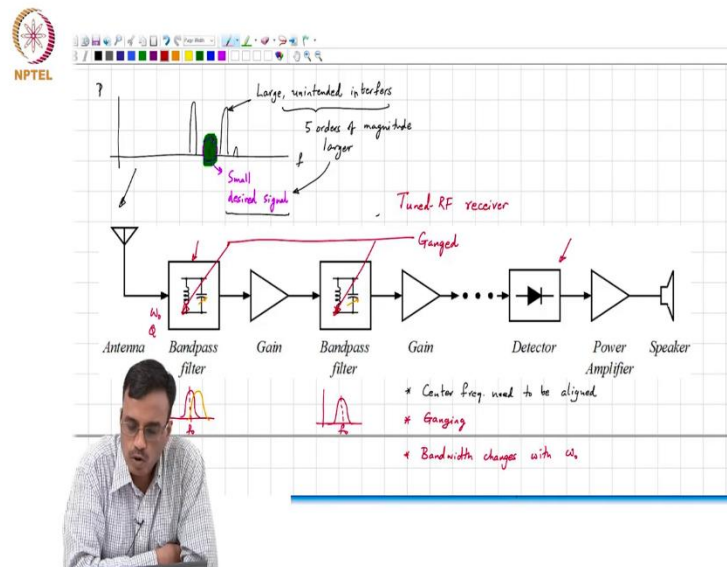 NPTEL
P
Large, unintended interfers
5 orders of magnitude
larger
f
Small
desired signal
Tuned-RF receiver
Ganged
ω₀
Q
Antenna
Bandpass
filter
Gain
Bandpass
filter
Gain
Detector
Power
Amplifier
Speaker
f₀
f₀
* Center freq. need to be aligned
* Ganging
* Bandwidth changes with ω₀